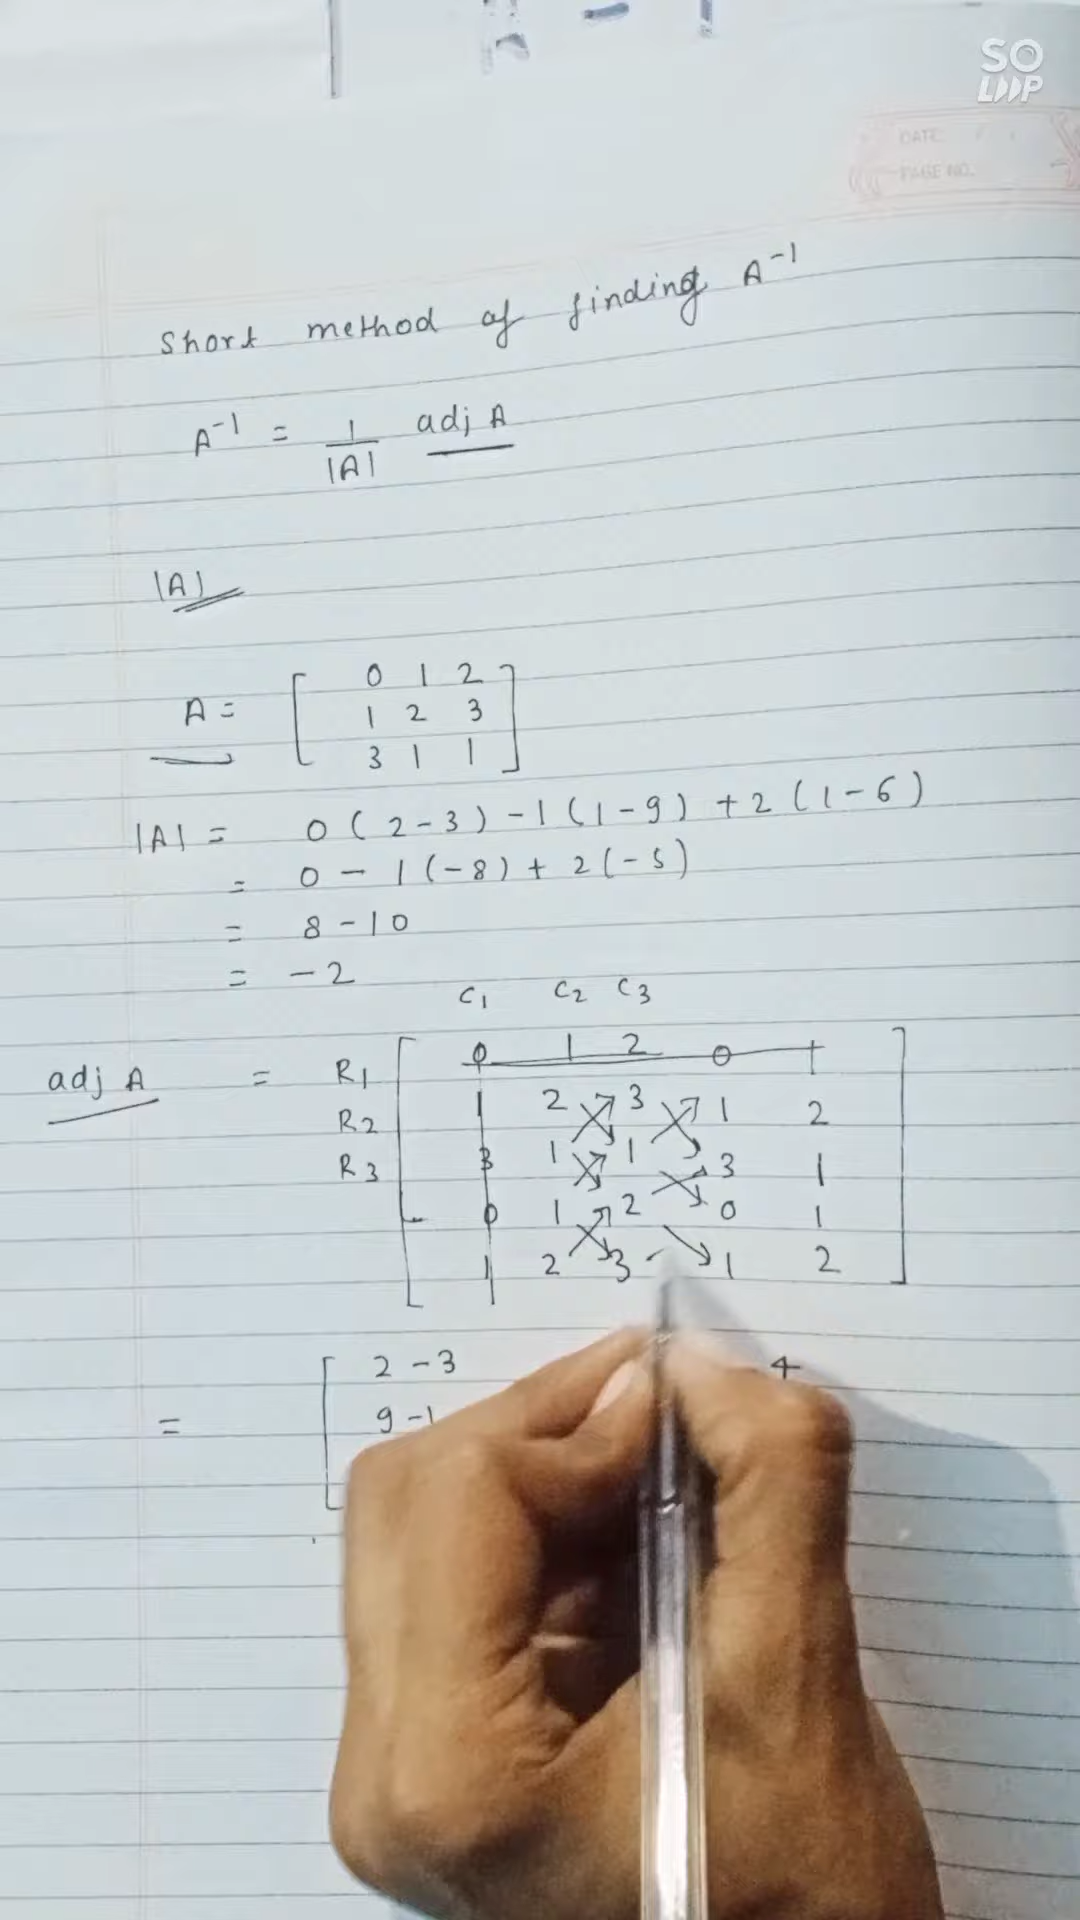 SO
LOOP
DATE
PAGE NO.
Short method of finding A⁻¹
A⁻¹ = 1/|A| adj A
|A|
A = [ 0 1 2
1 2 3
3 1 1 ]
|A| = 0 ( 2 - 3 ) - 1 ( 1 - 9 ) + 2 ( 1 - 6 )
= 0 - 1 ( -8 ) + 2 ( -5 )
= 8 - 10
= - 2
C₁ C₂ C₃
adj A = R1 [ 0 1 2 0 1
R2 1 2 3 1 2
R3 3 1 1 3 1
0 1 2 0 1
1 2 3 1 2 ]
= [ 2 - 3 4
9 - 1